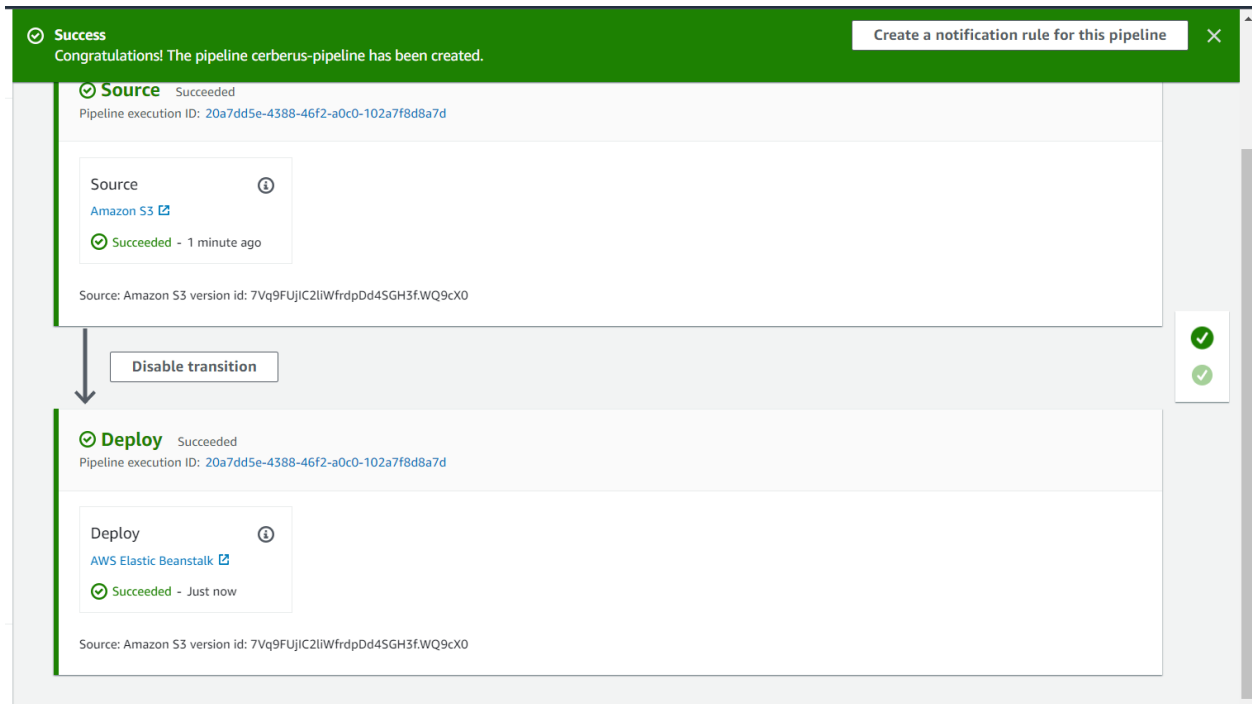 Success
Congratulations! The pipeline cerberus-pipeline has been created.
Create a notification rule for this pipeline
Source Succeeded
Pipeline execution ID: 20a7dd5e-4388-46f2-a0c0-102a7f8d8a7d
Source
Amazon S3
Succeeded - 1 minute ago
Source: Amazon S3 version id: 7Vq9FUjIC2liWfrdpDd4SGH3f.WQ9cX0
Disable transition
Deploy Succeeded
Pipeline execution ID: 20a7dd5e-4388-46f2-a0c0-102a7f8d8a7d
Deploy
AWS Elastic Beanstalk
Succeeded - Just now
Source: Amazon S3 version id: 7Vq9FUjIC2liWfrdpDd4SGH3f.WQ9cX0